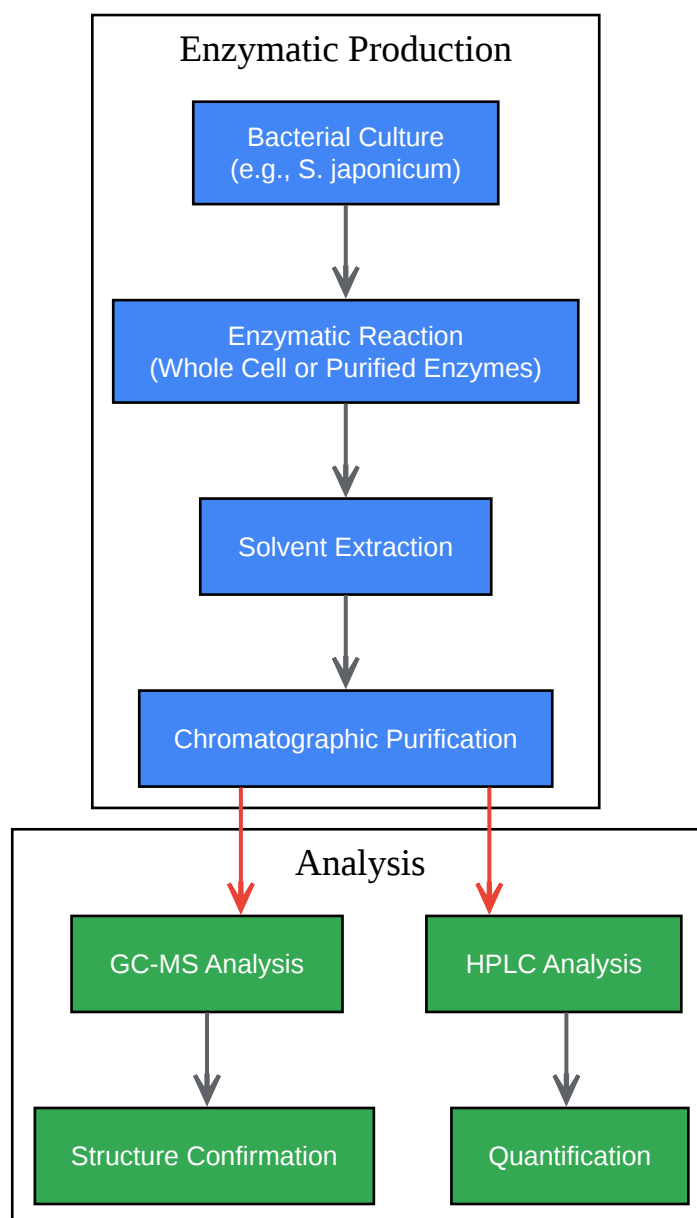 Enzymatic Production
Bacterial Culture
(e.g., S. japonicum)
Enzymatic Reaction
(Whole Cell or Purified Enzymes)
Solvent Extraction
Chromatographic Purification
Analysis
GC-MS Analysis
HPLC Analysis
Structure Confirmation
Quantification